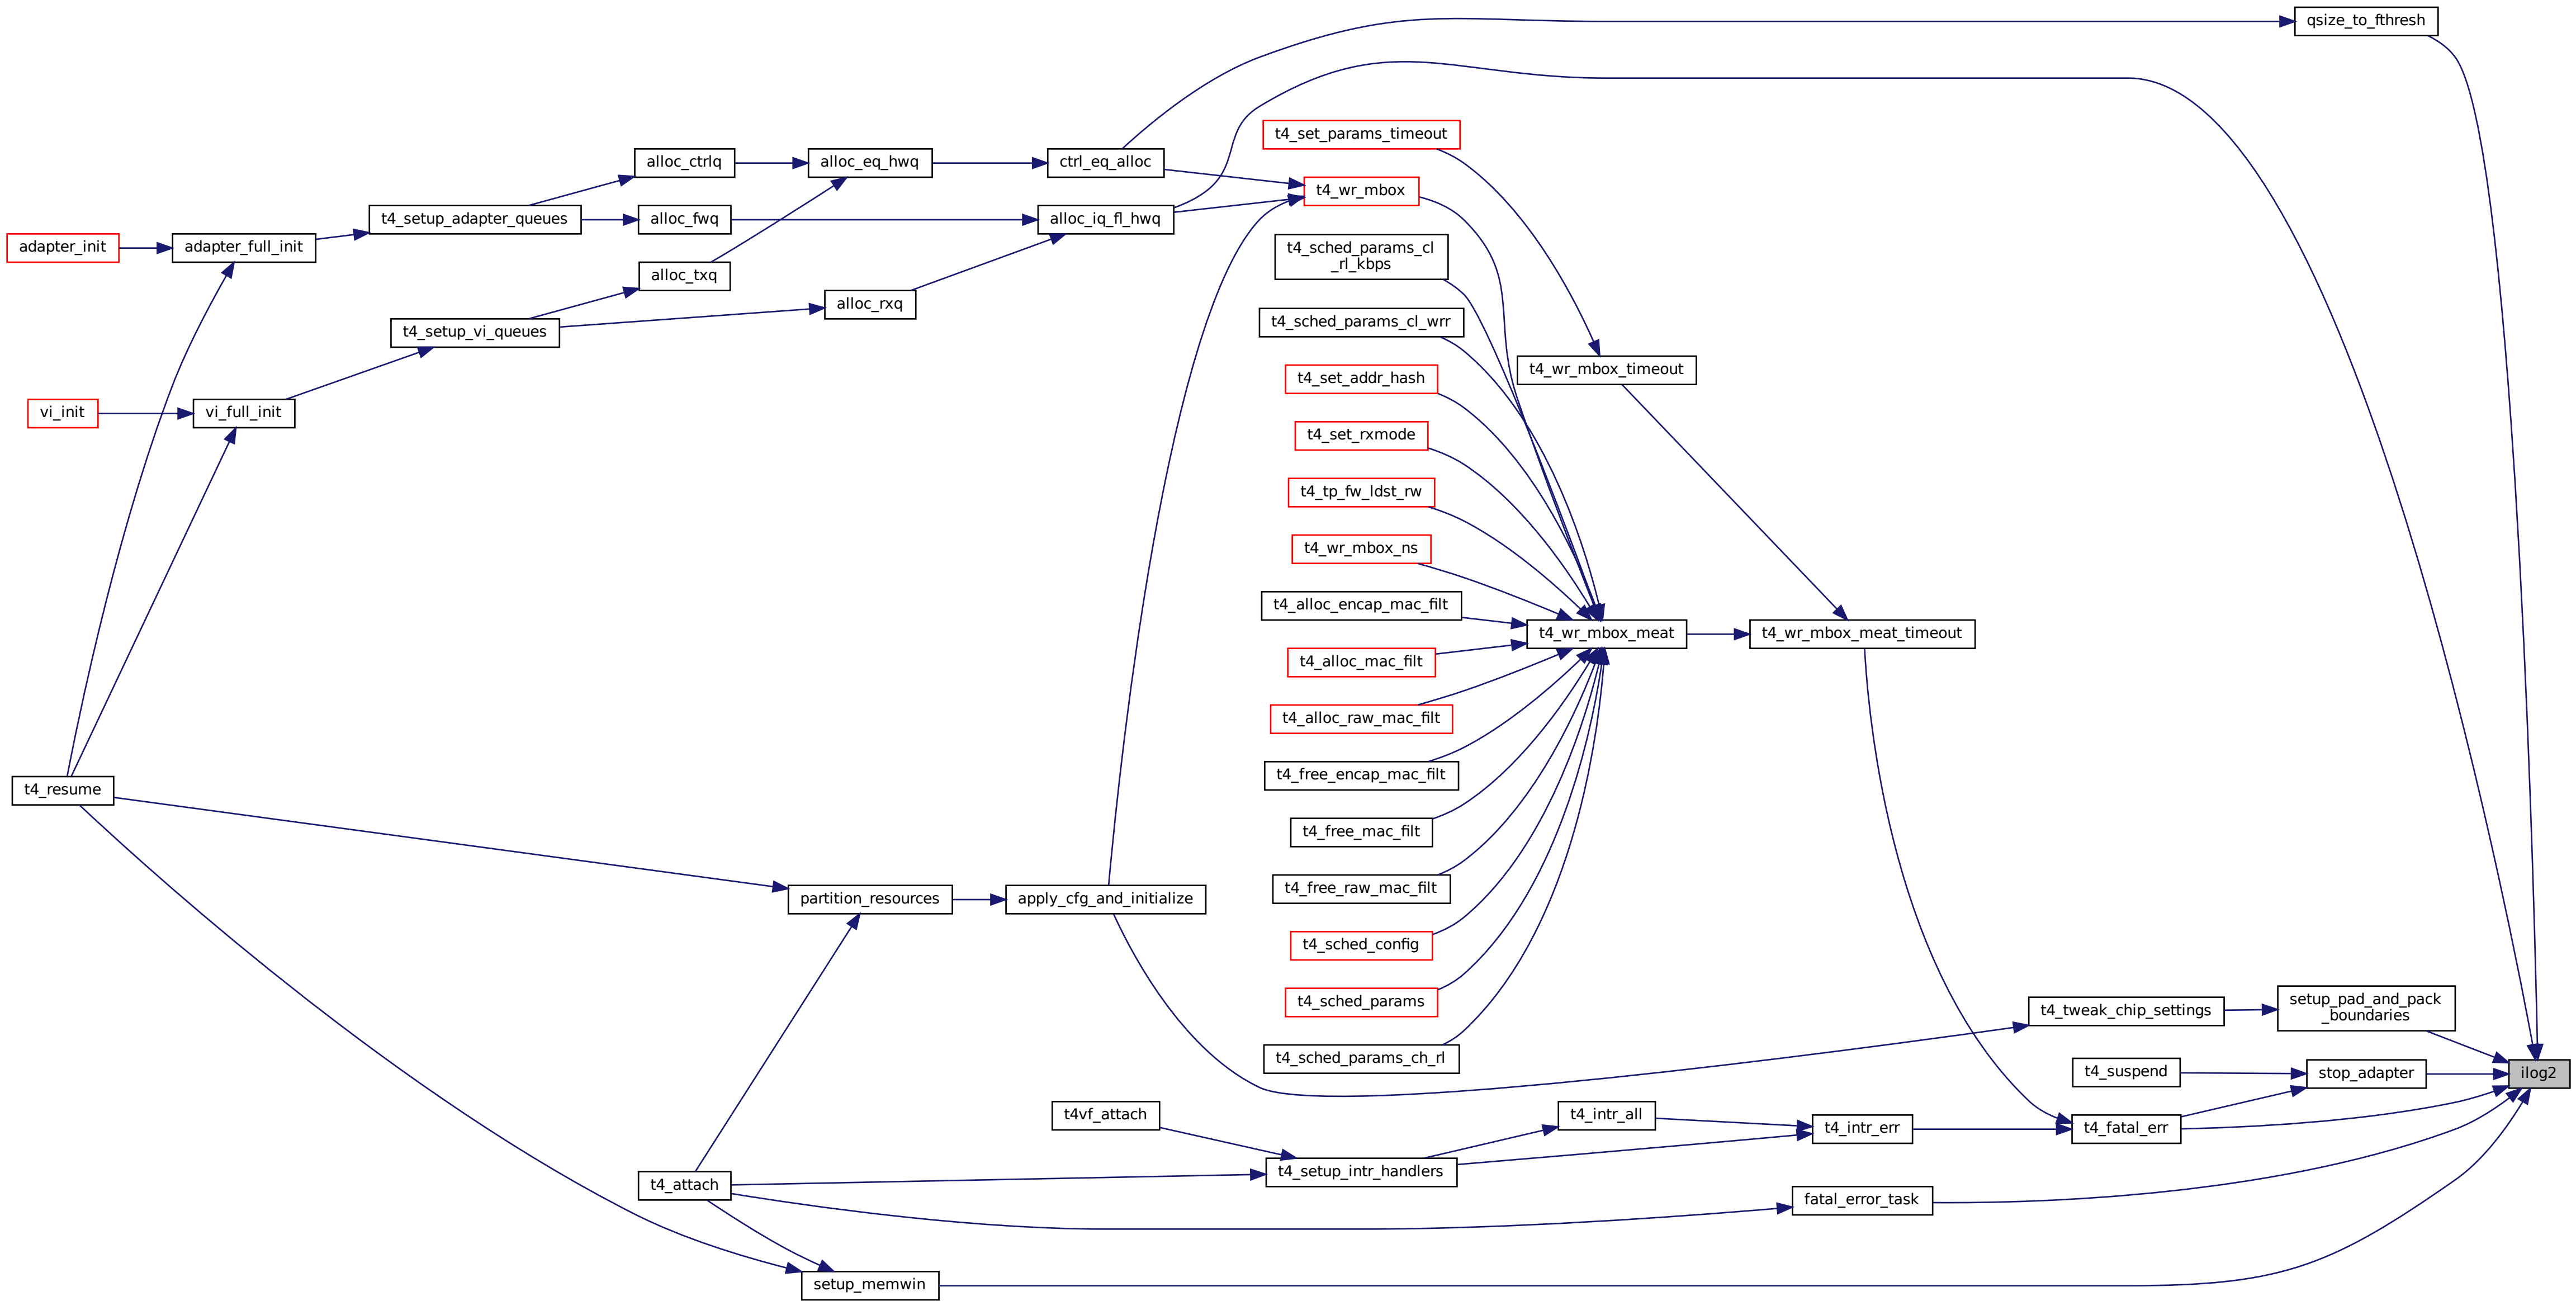 qsize_to_fthresh
t4_set_params_timeout
alloc_ctrlq
alloc_eq_hwq
ctrl_eq_alloc
t4_wr_mbox
t4_setup_adapter_queues
alloc_fwq
alloc_iq_fl_hwq
adapter_init
adapter_full_init
t4_sched_params_cl
_rl_kbps
alloc_txq
alloc_rxq
t4_setup_vi_queues
t4_sched_params_cl_wrr
t4_wr_mbox_timeout
t4_set_addr_hash
vi_init
vi_full_init
t4_set_rxmode
t4_tp_fw_ldst_rw
t4_wr_mbox_ns
t4_alloc_encap_mac_filt
t4_wr_mbox_meat
t4_wr_mbox_meat_timeout
t4_alloc_mac_filt
t4_alloc_raw_mac_filt
t4_free_encap_mac_filt
t4_resume
t4_free_mac_filt
t4_free_raw_mac_filt
partition_resources
apply_cfg_and_initialize
t4_sched_config
t4_sched_params
t4_tweak_chip_settings
setup_pad_and_pack
_boundaries
t4_sched_params_ch_rl
t4_suspend
stop_adapter
ilog2
t4vf_attach
t4_intr_all
t4_intr_err
t4_fatal_err
t4_setup_intr_handlers
t4_attach
fatal_error_task
setup_memwin